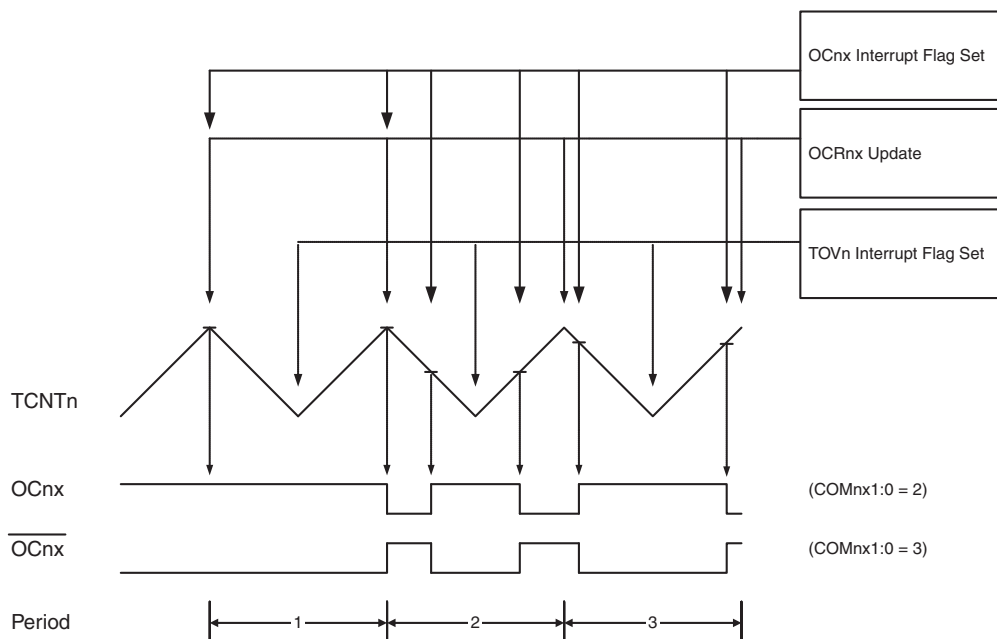 OCnx Interrupt Flag Set
OCRnx Update
TOVn Interrupt Flag Set
TCNTn
OCnx
(COMnx1:0 = 2)
OCnx
(COMnx1:0 = 3)
Period
1
2
3